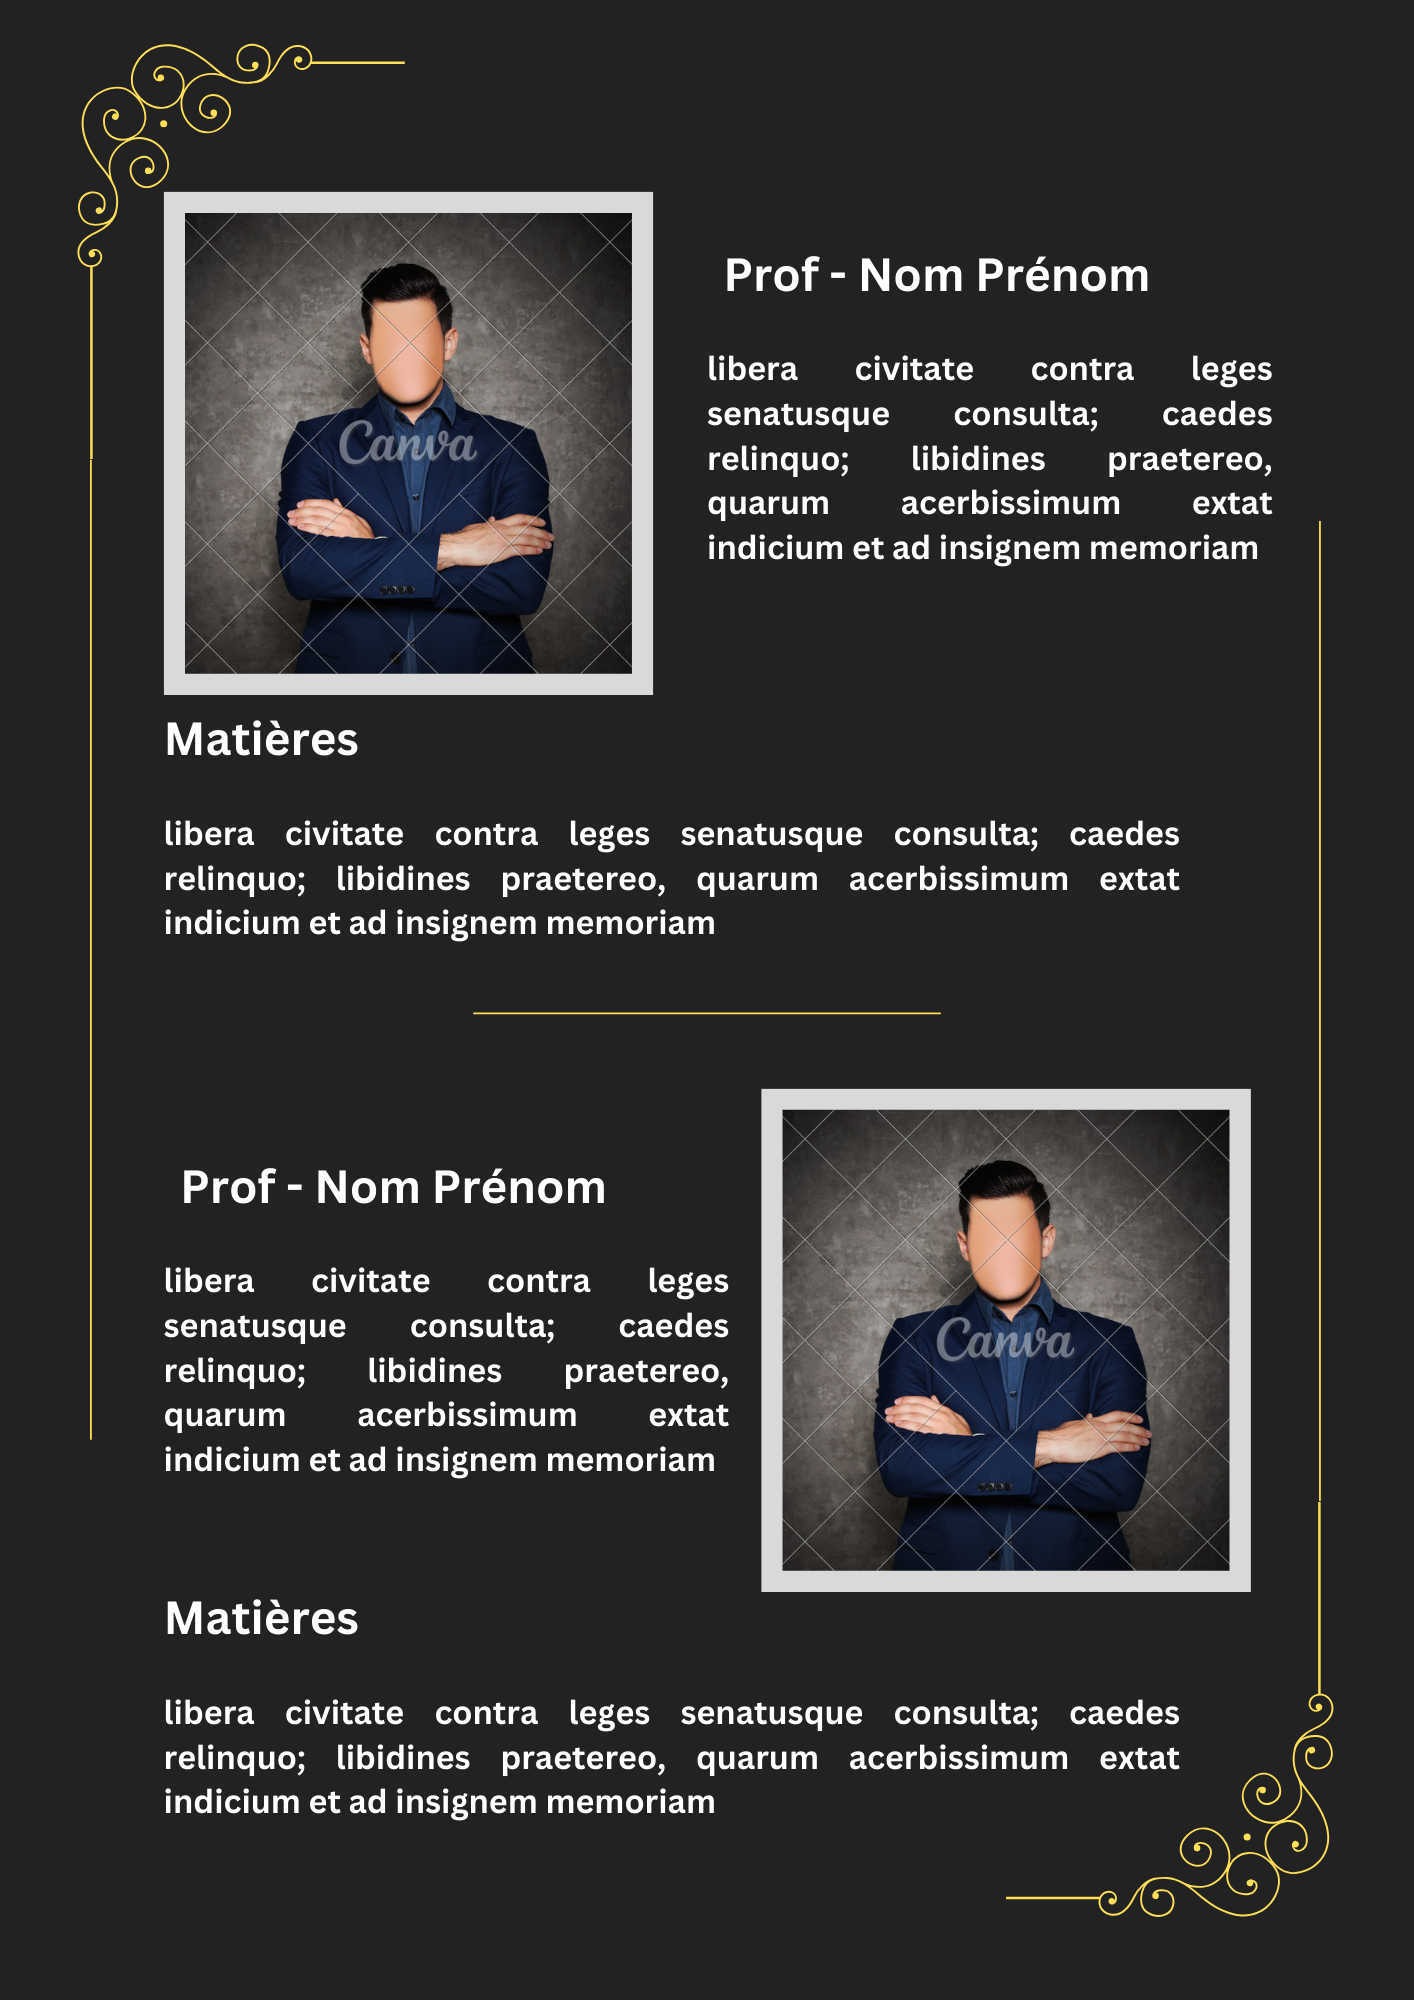 Canva
Prof - Nom Prénom
libera civitate contra leges
senatusque consulta; caedes
relinquo; libidines praetereo,
quarum acerbissimum extat
indicium et ad insignem memoriam
Matières
libera civitate contra leges senatusque consulta; caedes
relinquo; libidines praetereo, quarum acerbissimum extat
indicium et ad insignem memoriam
Prof - Nom Prénom
libera civitate contra leges
senatusque consulta; caedes
relinquo; libidines praetereo,
quarum acerbissimum extat
indicium et ad insignem memoriam
Canva
Matières
libera civitate contra leges senatusque consulta; caedes
relinquo; libidines praetereo, quarum acerbissimum extat
indicium et ad insignem memoriam